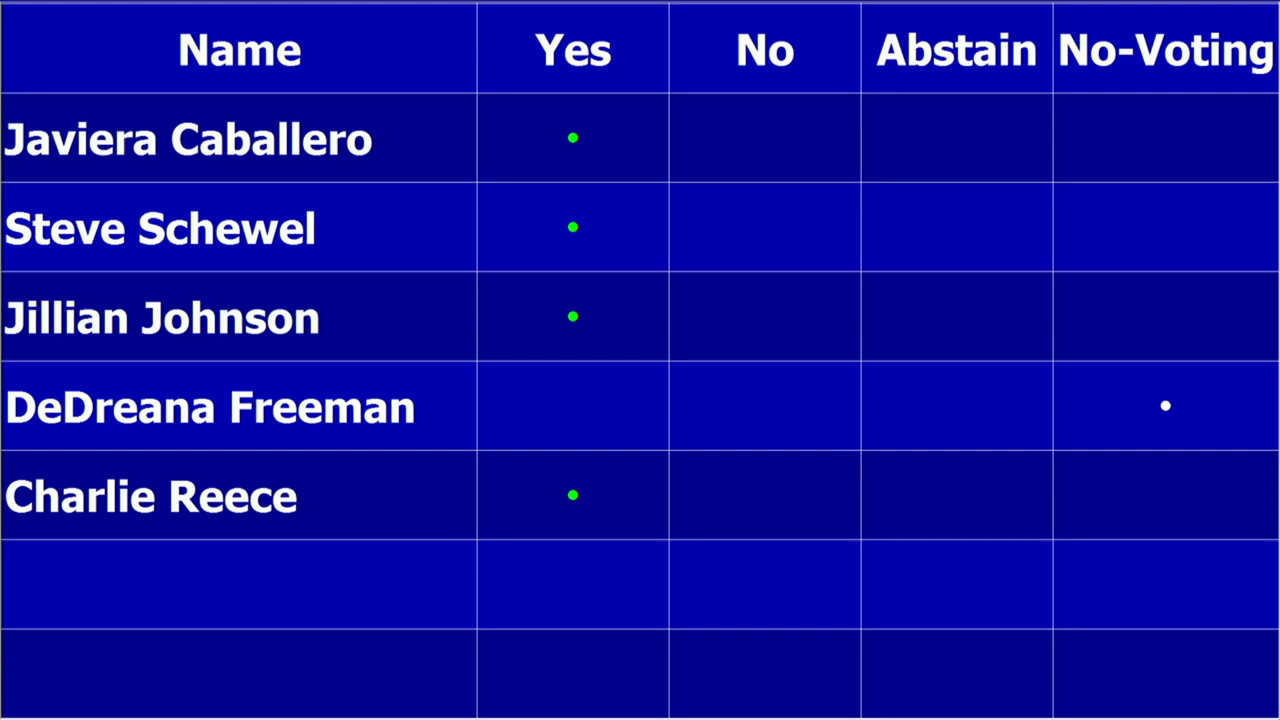 Name Yes No Abstain No-Voting
Javiera Caballero
Steve Schewel
Jillian Johnson
DeDreana Freeman
Charlie Reece